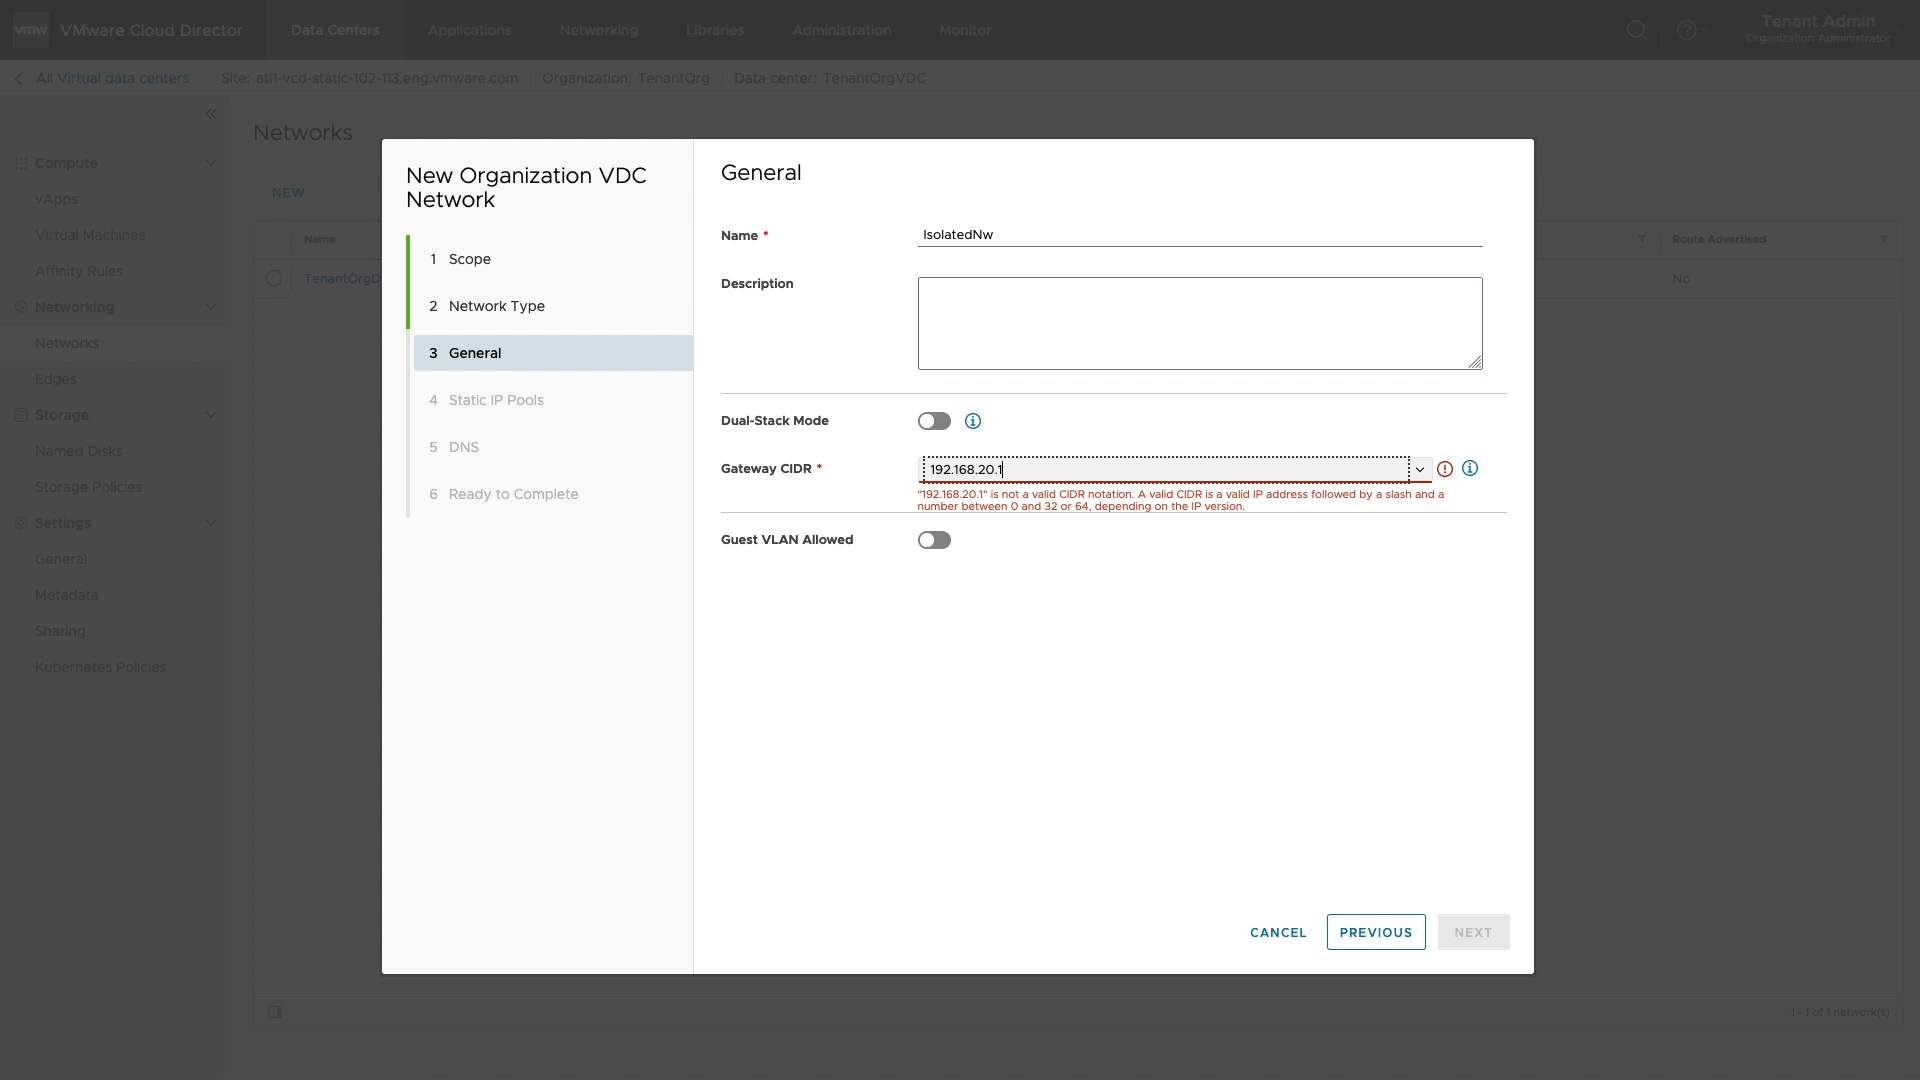 vmw VMware Cloud Director
Data Centers
Applications
Networking
Libraries
Administration
Monitor
Tenant Admin
Organization Administrator
All Virtual data centers
Site: atl1-vcd-static-102-113.eng.vmware.com
Organization: TenantOrg
Data center: TenantOrgVDC
Compute
vApps
Virtual Machines
Affinity Rules
Networking
Networks
Edges
Storage
Named Disks
Storage Policies
Settings
General
Metadata
Sharing
Kubernetes Policies
Networks
NEW
Name
Route Advertised
TenantOrgD
No
1 - 1 of 1 network(s)
New Organization VDC
Network
1 Scope
2 Network Type
3 General
4 Static IP Pools
5 DNS
6 Ready to Complete
General
Name *
IsolatedNw
Description
Dual-Stack Mode
Gateway CIDR *
192.168.20.1
"192.168.20.1" is not a valid CIDR notation. A valid CIDR is a valid IP address followed by a slash and a
number between 0 and 32 or 64, depending on the IP version.
Guest VLAN Allowed
CANCEL
PREVIOUS
NEXT